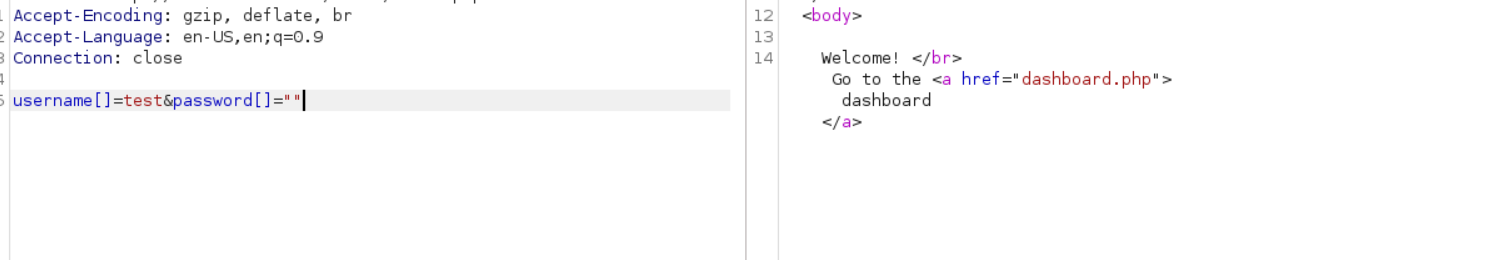 1 Accept-Encoding: gzip, deflate, br
2 Accept-Language: en-US,en;q=0.9
3 Connection: close
4
5 username[]=test&password[]=""
12 <body>
13
14 Welcome! </br>
Go to the <a href="dashboard.php">
dashboard
</a>